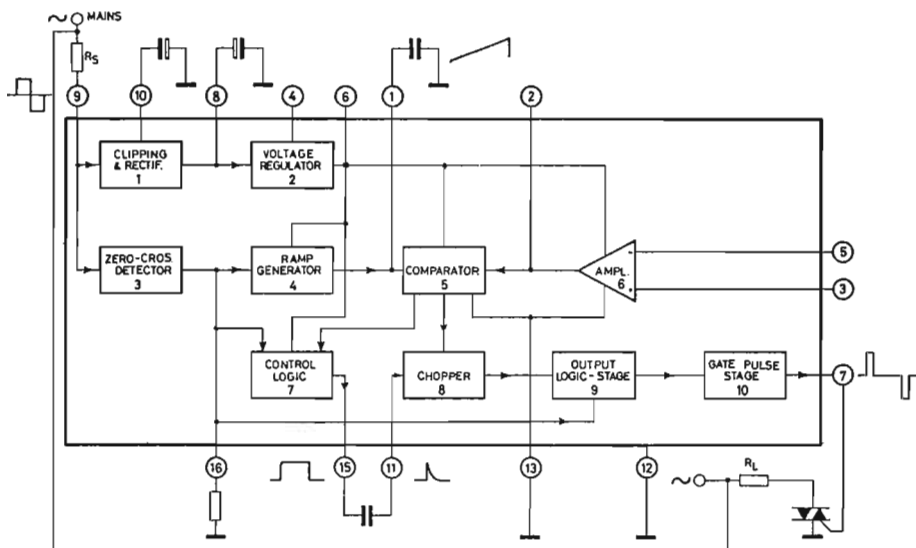 ~ MAINS
RS
9
10
8
4
6
1
2
CLIPPING
& RECTIF.
1
VOLTAGE
REGULATOR
2
ZERO-CROS.
DETECTOR
3
RAMP
GENERATOR
4
COMPARATOR
5
AMPL.
6
-
+
5
3
CONTROL
LOGIC
7
CHOPPER
8
OUTPUT
LOGIC-STAGE
9
GATE PULSE
STAGE
10
7
16
15
11
13
12
~
RL